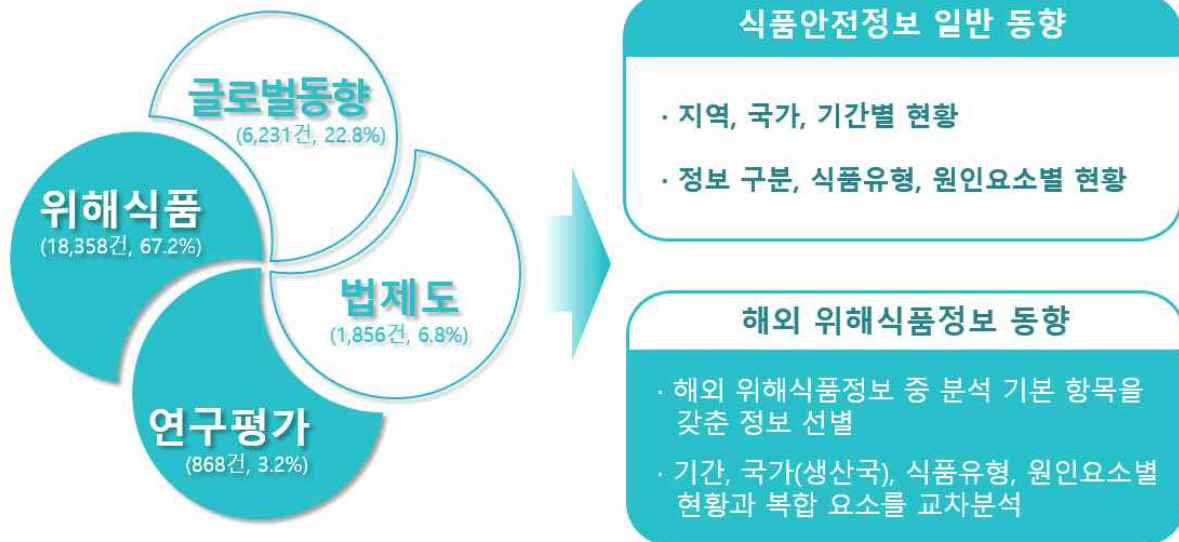 글로벌동향
(6,231건, 22.8%)
위해식품
(18,358건, 67.2%)
법제도
(1,856건, 6.8%)
연구평가
(868건, 3.2%)
식품안전정보 일반 동향
· 지역, 국가, 기간별 현황
· 정보 구분, 식품유형, 원인요소별 현황
해외 위해식품정보 동향
· 해외 위해식품정보 중 분석 기본 항목을
갖춘 정보 선별
· 기간, 국가(생산국), 식품유형, 원인요소별
현황과 복합 요소를 교차분석